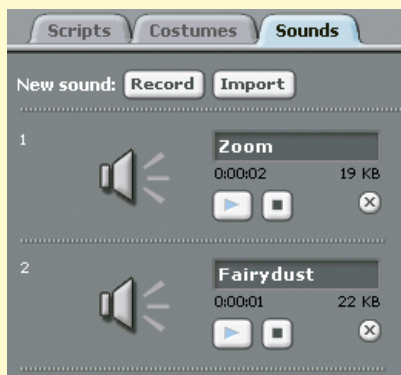 Scripts Costumes Sounds
New sound: Record Import
1
Zoom
0:00:02 19 KB
2
Fairydust
0:00:01 22 KB